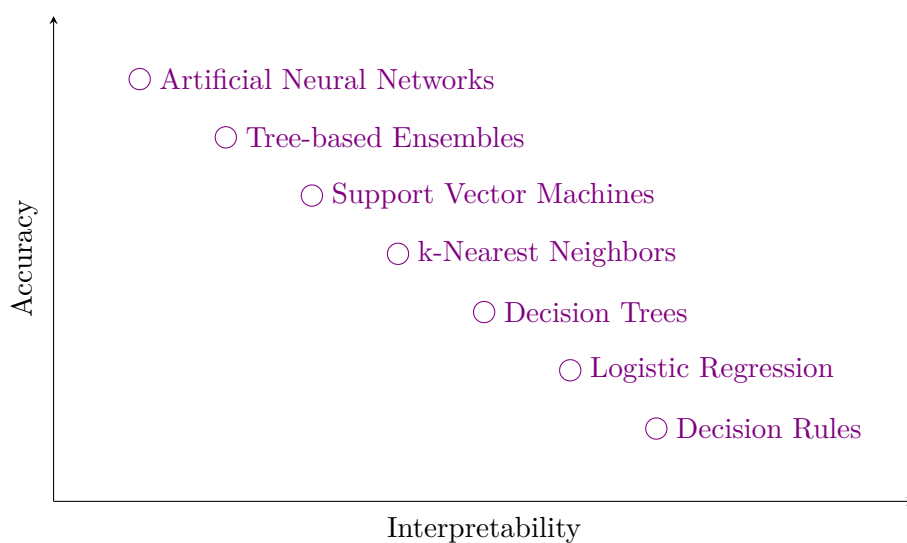 Artificial Neural Networks
Tree-based Ensembles
Support Vector Machines
k-Nearest Neighbors
Decision Trees
Logistic Regression
Decision Rules
Accuracy
Interpretability